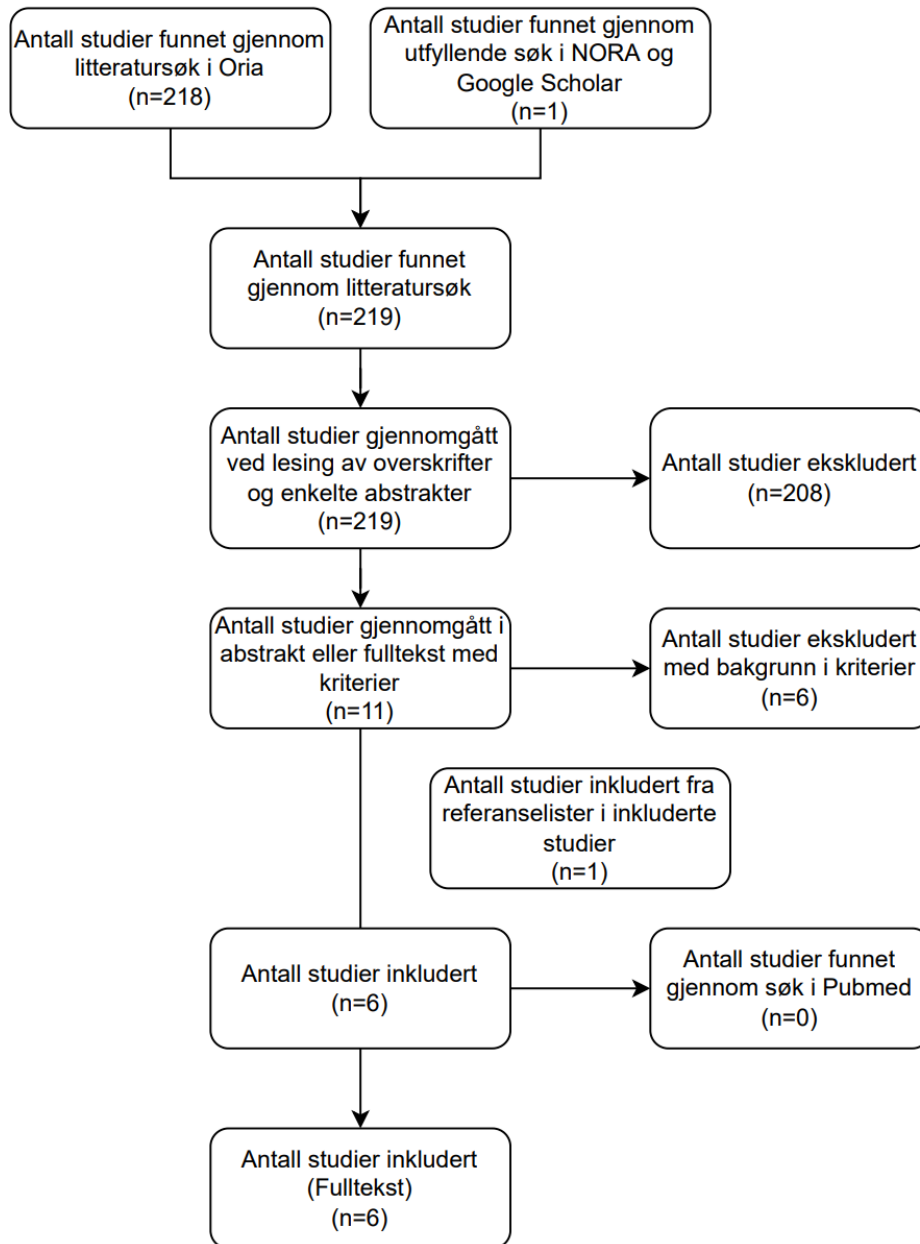 Antall studier funnet gjennom
litteratursøk i Oria
(n=218)
Antall studier funnet gjennom
utfyllende søk i NORA og
Google Scholar
(n=1)
Antall studier funnet
gjennom litteratursøk
(n=219)
Antall studier gjennomgått
ved lesing av overskrifter
og enkelte abstrakter
(n=219)
Antall studier ekskludert
(n=208)
Antall studier gjennomgått i
abstrakt eller fulltekst med
kriterier
(n=11)
Antall studier ekskludert
med bakgrunn i kriterier
(n=6)
Antall studier inkludert fra
referanselister i inkluderte
studier
(n=1)
Antall studier inkludert
(n=6)
Antall studier funnet
gjennom søk i Pubmed
(n=0)
Antall studier inkludert
(Fulltekst)
(n=6)